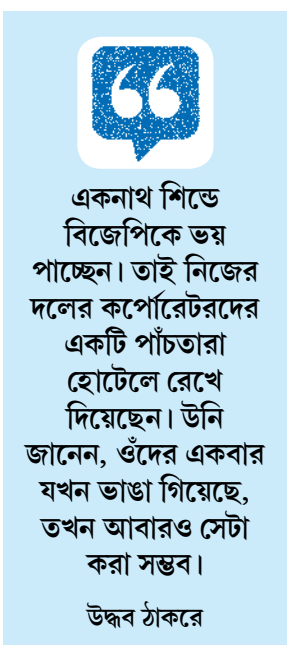 একনাথ শিন্ডে
বিজেপিকে ভয়
পাচ্ছেন। তাই নিজের
দলের কর্পোরেটরদের
একটি পাঁচতারা
হোটেলে রেখে
দিয়েছেন। উনি
জানেন, ওঁদের একবার
যখন ভাঙা গিয়েছে,
তখন আবারও সেটা
করা সম্ভব।
উদ্ধব ঠাকরে